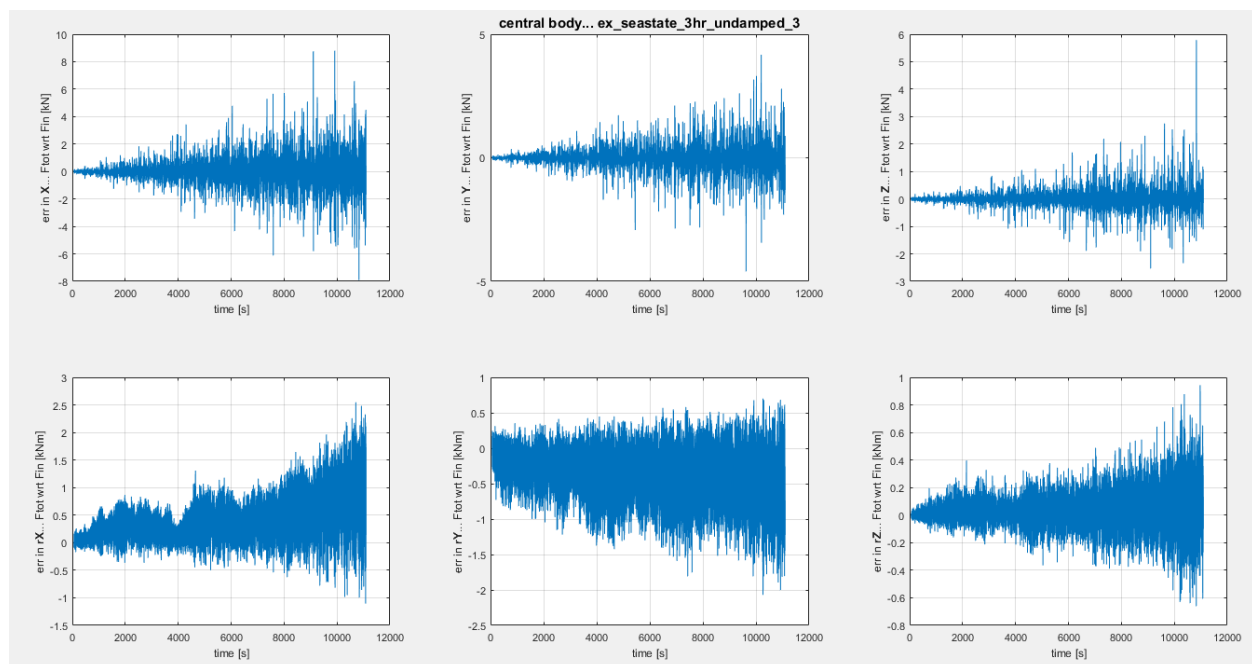 central body... ex_seastate_3hr_undamped_3
err in X... Ftot wrt Fin [kN]
10
8
6
4
2
0
-2
-4
-6
-8
0 2000 4000 6000 8000 10000 12000
time [s]
err in Y... Ftot wrt Fin [kN]
5
0
-5
0 2000 4000 6000 8000 10000 12000
time [s]
err in Z... Ftot wrt Fin [kN]
6
5
4
3
2
1
0
-1
-2
-3
0 2000 4000 6000 8000 10000 12000
time [s]
err in rX... Ftot wrt Fin [kNm]
3
2.5
2
1.5
1
0.5
0
-0.5
-1
-1.5
0 2000 4000 6000 8000 10000 12000
time [s]
err in rY... Ftot wrt Fin [kNm]
1
0.5
0
-0.5
-1
-1.5
-2
-2.5
0 2000 4000 6000 8000 10000 12000
time [s]
err in rZ... Ftot wrt Fin [kNm]
1
0.8
0.6
0.4
0.2
0
-0.2
-0.4
-0.6
-0.8
0 2000 4000 6000 8000 10000 12000
time [s]